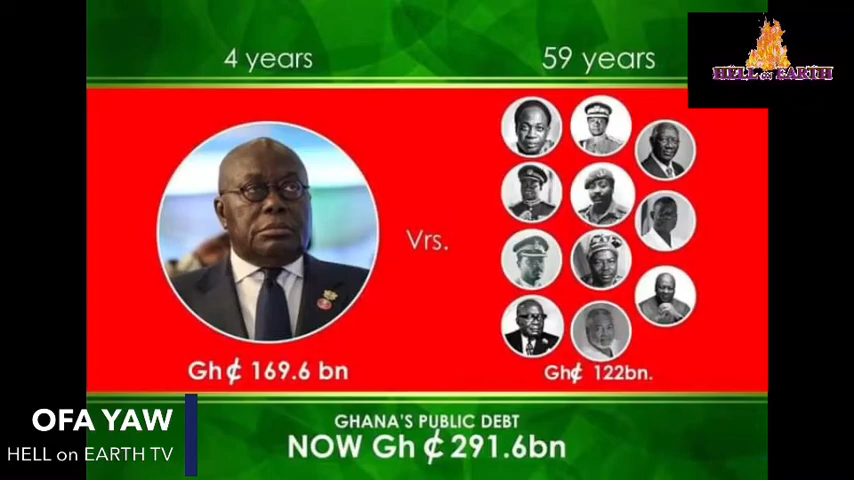 4 years
59 years
HELL on EARTH
Vrs.
Gh₵ 169.6 bn
Gh₵ 122bn.
GHANA'S PUBLIC DEBT
NOW Gh ₵ 291.6bn
OFA YAW
HELL on EARTH TV